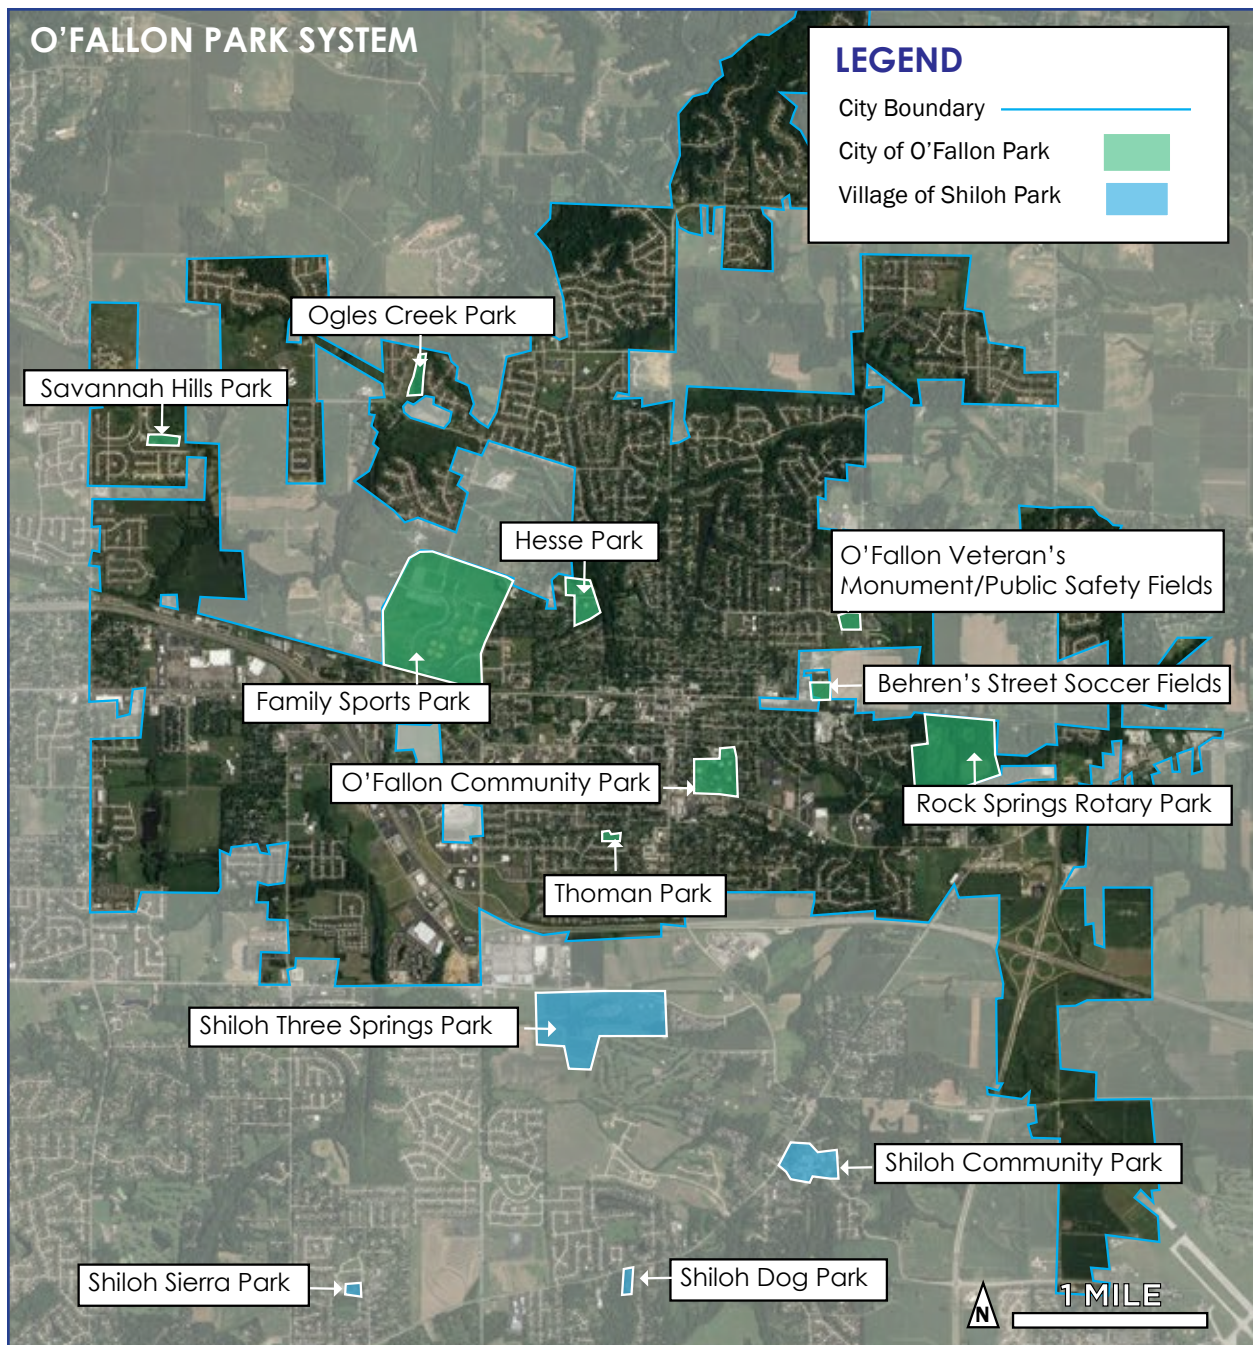 O'FALLON PARK SYSTEM
LEGEND
City Boundary
City of O'Fallon Park
Village of Shiloh Park
Ogles Creek Park
Savannah Hills Park
Hesse Park
O'Fallon Veteran's
Monument/Public Safety Fields
Behren's Street Soccer Fields
Family Sports Park
O'Fallon Community Park
Rock Springs Rotary Park
Thoman Park
Shiloh Three Springs Park
Shiloh Community Park
Shiloh Sierra Park
Shiloh Dog Park
N
1 MILE